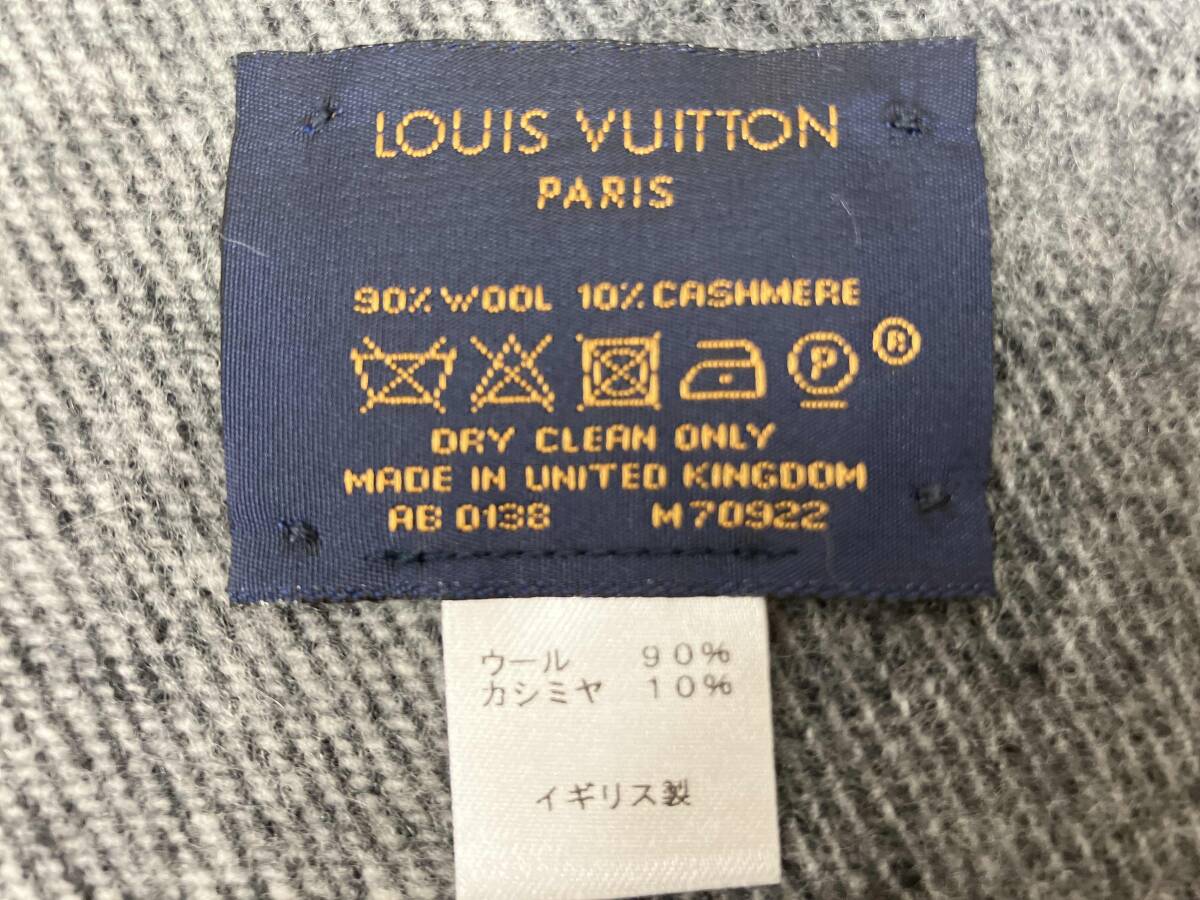 LOUIS VUITTON
PARIS
90% WOOL 10% CASHMERE
P ®
DRY CLEAN ONLY
MADE IN UNITED KINGDOM
AB 0138 M70922
ウール 90%
カシミヤ 10%
イギリス製